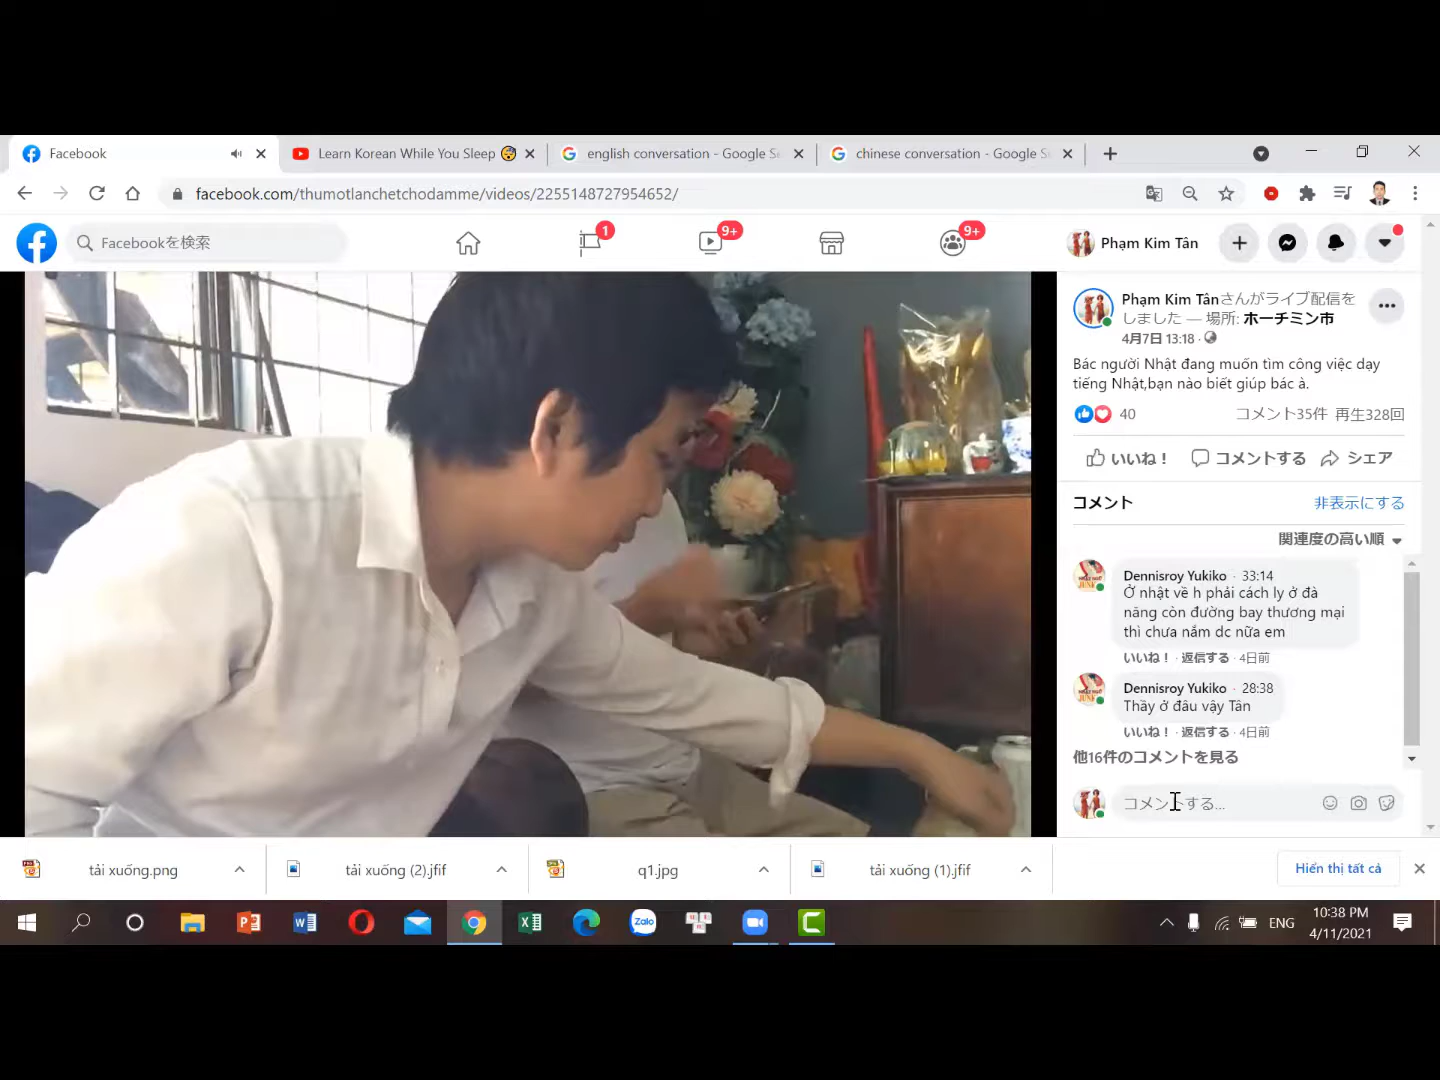 Facebook
Learn Korean While You Sleep 😴
english conversation - Google Se
chinese conversation - Google Se
facebook.com/thumotlanchetchodamme/videos/2255148727954652/
Facebookを検索
1
9+
9+
Phạm Kim Tân
Phạm Kim Tânさんがライブ配信を
しました — 場所: ホーチミン市
4月7日 13:18 ·
Bác người Nhật đang muốn tìm công việc dạy
tiếng Nhật,bạn nào biết giúp bác à.
40
コメント35件 再生328回
いいね！
コメントする
シェア
コメント
非表示にする
関連度の高い順
Dennisroy Yukiko · 33:14
Ở nhật về h phải cách ly ở đà
năng còn đường bay thương mại
thì chưa nắm dc nữa em
いいね！ · 返信する · 4日前
Dennisroy Yukiko · 28:38
Thầy ở đâu vậy Tân
いいね！ · 返信する · 4日前
他16件のコメントを見る
コメントする...
tải xuống.png
tải xuống (2).jfif
q1.jpg
tải xuống (1).jfif
Hiển thị tất cả
Zalo
ENG
10:38 PM
4/11/2021